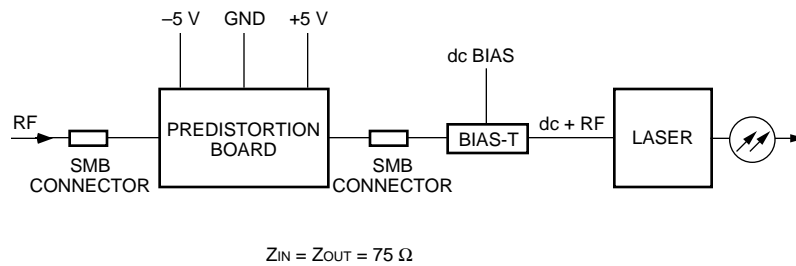 –5 V
GND
+5 V
dc BIAS
RF
dc + RF
PREDISTORTION
BOARD
BIAS-T
LASER
SMB
CONNECTOR
SMB
CONNECTOR
ZIN = ZOUT = 75 Ω